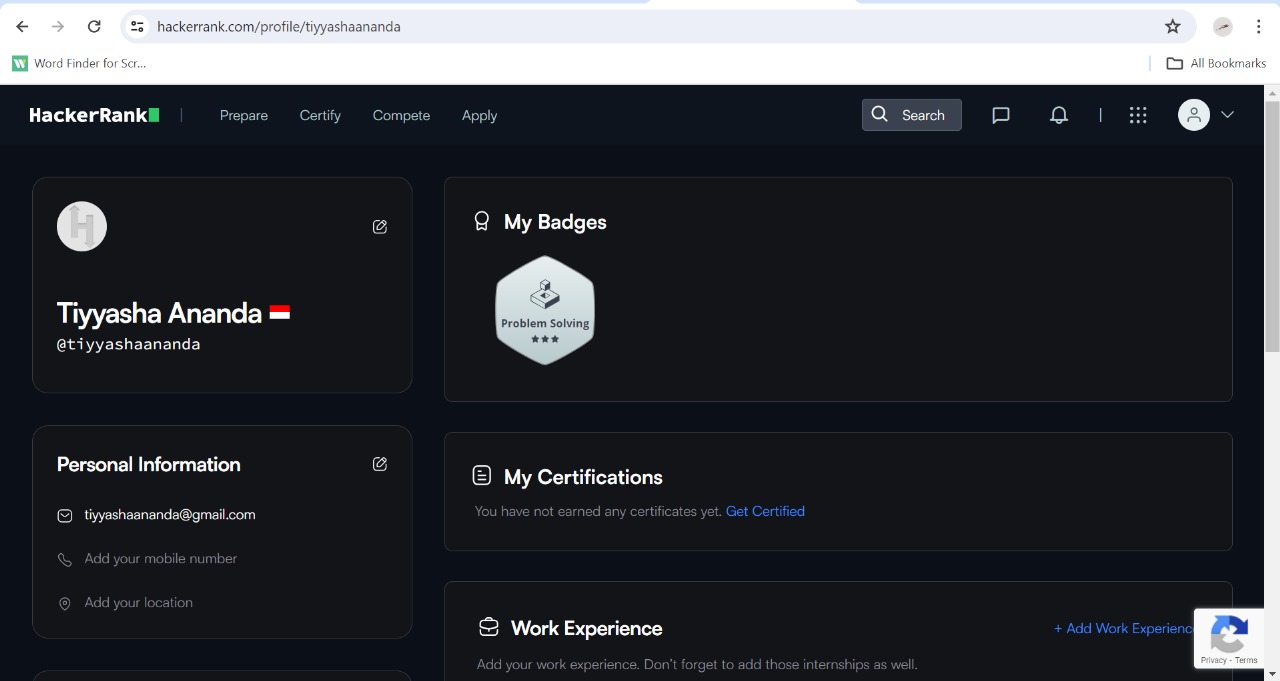 hackerrank.com/profile/tiyyashaananda
Word Finder for Scr...
All Bookmarks
HackerRank
Prepare
Certify
Compete
Apply
Search
Tiyyasha Ananda
@tiyyashaananda
My Badges
Problem Solving
Personal Information
tiyyashaananda@gmail.com
Add your mobile number
Add your location
My Certifications
You have not earned any certificates yet. Get Certified
Work Experience
+ Add Work Experience
Add your work experience. Don't forget to add those internships as well.
Privacy - Terms